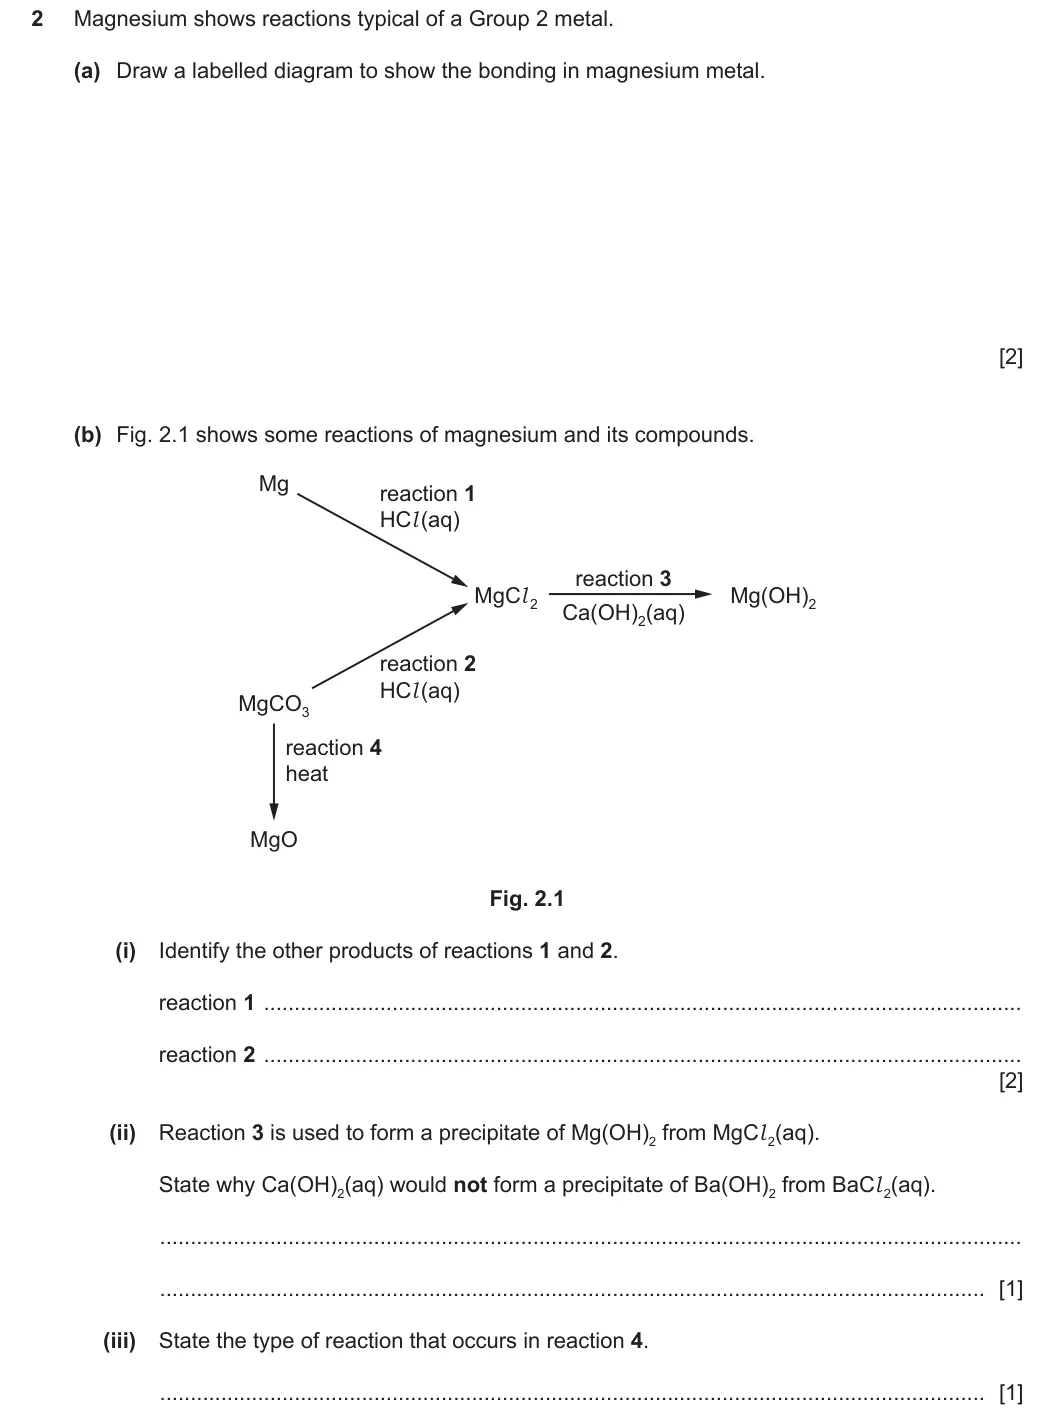 2 Magnesium shows reactions typical of a Group 2 metal.
(a) Draw a labelled diagram to show the bonding in magnesium metal.
[2]
(b) Fig. 2.1 shows some reactions of magnesium and its compounds.
Mg
reaction 1
HCl(aq)
reaction 3
MgCl₂
Mg(OH)₂
Ca(OH)₂(aq)
reaction 2
HCl(aq)
MgCO₃
reaction 4
heat
MgO
Fig. 2.1
(i) Identify the other products of reactions 1 and 2.
reaction 1 ........................................................................................................................
reaction 2 ........................................................................................................................
[2]
(ii) Reaction 3 is used to form a precipitate of Mg(OH)₂ from MgCl₂(aq).
State why Ca(OH)₂(aq) would not form a precipitate of Ba(OH)₂ from BaCl₂(aq).
........................................................................................................................
........................................................................................................................ [1]
(iii) State the type of reaction that occurs in reaction 4.
........................................................................................................................ [1]